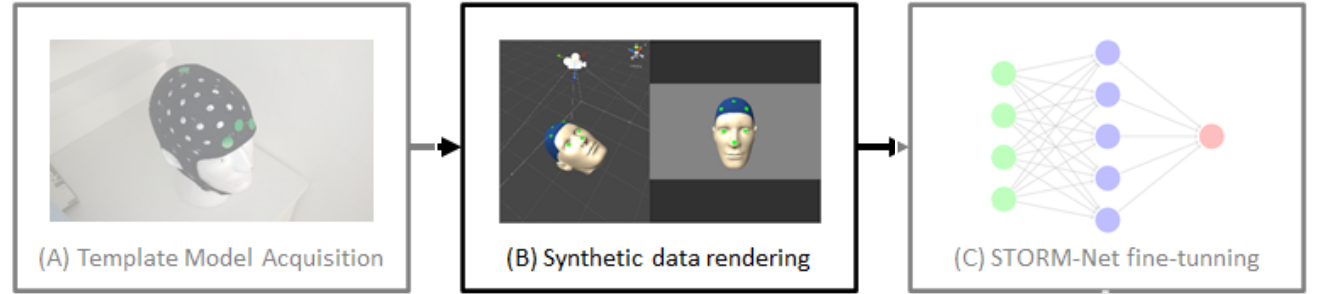 (A) Template Model Acquisition
(B) Synthetic data rendering
(C) STORM-Net fine-tunning